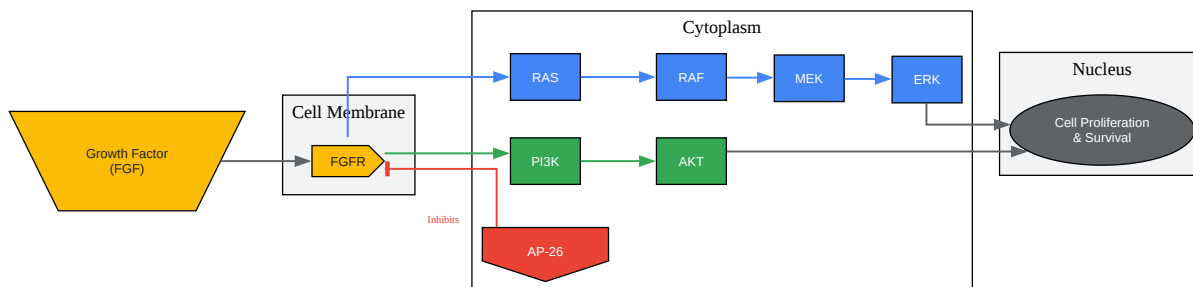 Cytoplasm
RAS
RAF
MEK
ERK
Nucleus
Cell Membrane
Growth Factor
(FGF)
FGFR
PI3K
AKT
Cell Proliferation
& Survival
Inhibits
AP-26